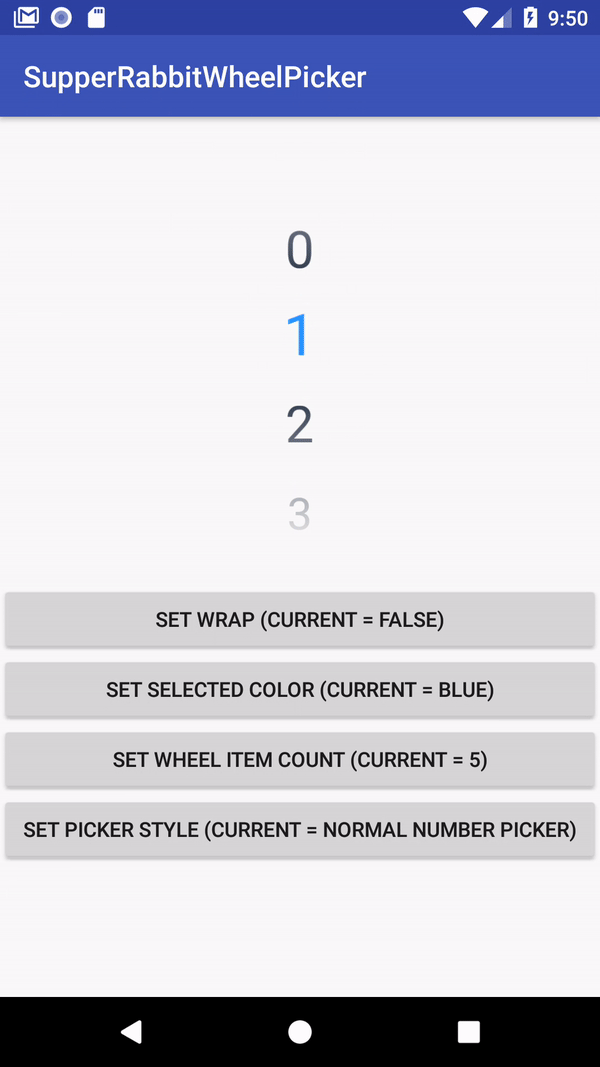 9:50
SupperRabbitWheelPicker
0
1
2
3
SET WRAP (CURRENT = FALSE)
SET SELECTED COLOR (CURRENT = BLUE)
SET WHEEL ITEM COUNT (CURRENT = 5)
SET PICKER STYLE (CURRENT = NORMAL NUMBER PICKER)